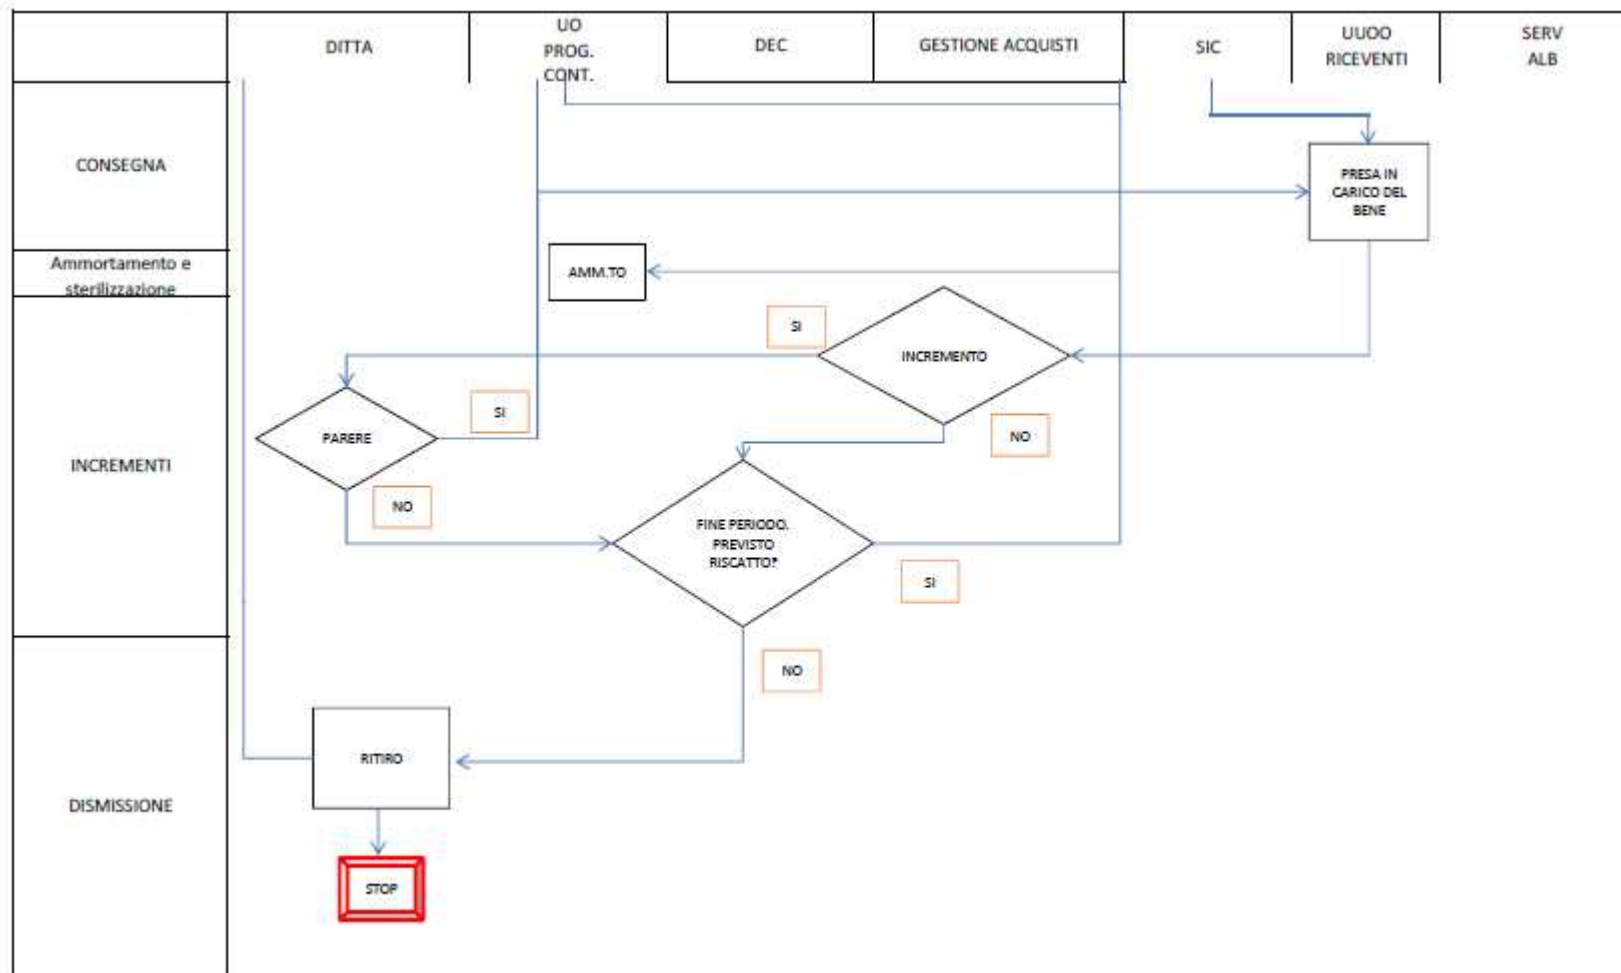 DITTA
UO
PROG.
CONT.
DEC
GESTIONE ACQUISTI
SIC
UUOO
RICEVENTI
SERV
ALB
CONSEGNA
PRESA IN
CARICO DEL
BENE
Ammortamento e
sterilizzazione
AMM.TO
SI
INCREMENTO
INCREMENTI
PARERE
SI
NO
NO
FINE PERIODO.
PREVISTO
RISCATTO?
SI
NO
DISMISSIONE
RITIRO
STOP